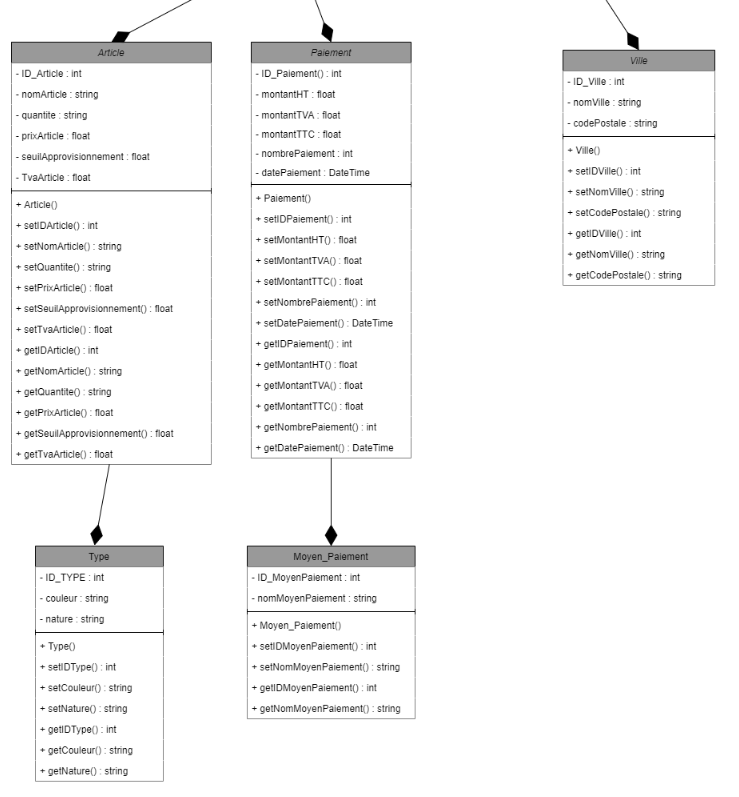 Article
- ID_Article : int
- nomArticle : string
- quantite : string
- prixArticle : float
- seuilApprovisionnement : float
- TvaArticle : float
+ Article()
+ setIDArticle() : int
+ setNomArticle() : string
+ setQuantite() : string
+ setPrixArticle() : float
+ setSeuilApprovisionnement() : float
+ setTvaArticle() : float
+ getIDArticle() : int
+ getNomArticle() : string
+ getQuantite() : string
+ getPrixArticle() : float
+ getSeuilApprovisionnement() : float
+ getTvaArticle() : float
Paiement
- ID_Paiement() : int
- montantHT : float
- montantTVA : float
- montantTTC : float
- nombrePaiement : int
- datePaiement : DateTime
+ Paiement()
+ setIDPaiement() : int
+ setMontantHT() : float
+ setMontantTVA() : float
+ setMontantTTC() : float
+ setNombrePaiement() : int
+ setDatePaiement() : DateTime
+ getIDPaiement() : int
+ getMontantHT() : float
+ getMontantTVA() : float
+ getMontantTTC() : float
+ getNombrePaiement() : int
+ getDatePaiement() : DateTime
Ville
- ID_Ville : int
- nomVille : string
- codePostale : string
+ Ville()
+ setIDVille() : int
+ setNomVille() : string
+ setCodePostale() : string
+ getIDVille() : int
+ getNomVille() : string
+ getCodePostale() : string
Type
- ID_TYPE : int
- couleur : string
- nature : string
+ Type()
+ setIDType() : int
+ setCouleur() : string
+ setNature() : string
+ getIDType() : int
+ getCouleur() : string
+ getNature() : string
Moyen_Paiement
- ID_MoyenPaiement : int
- nomMoyenPaiement : string
+ Moyen_Paiement()
+ setIDMoyenPaiement() : int
+ setNomMoyenPaiement() : string
+ getIDMoyenPaiement() : int
+ getNomMoyenPaiement() : string